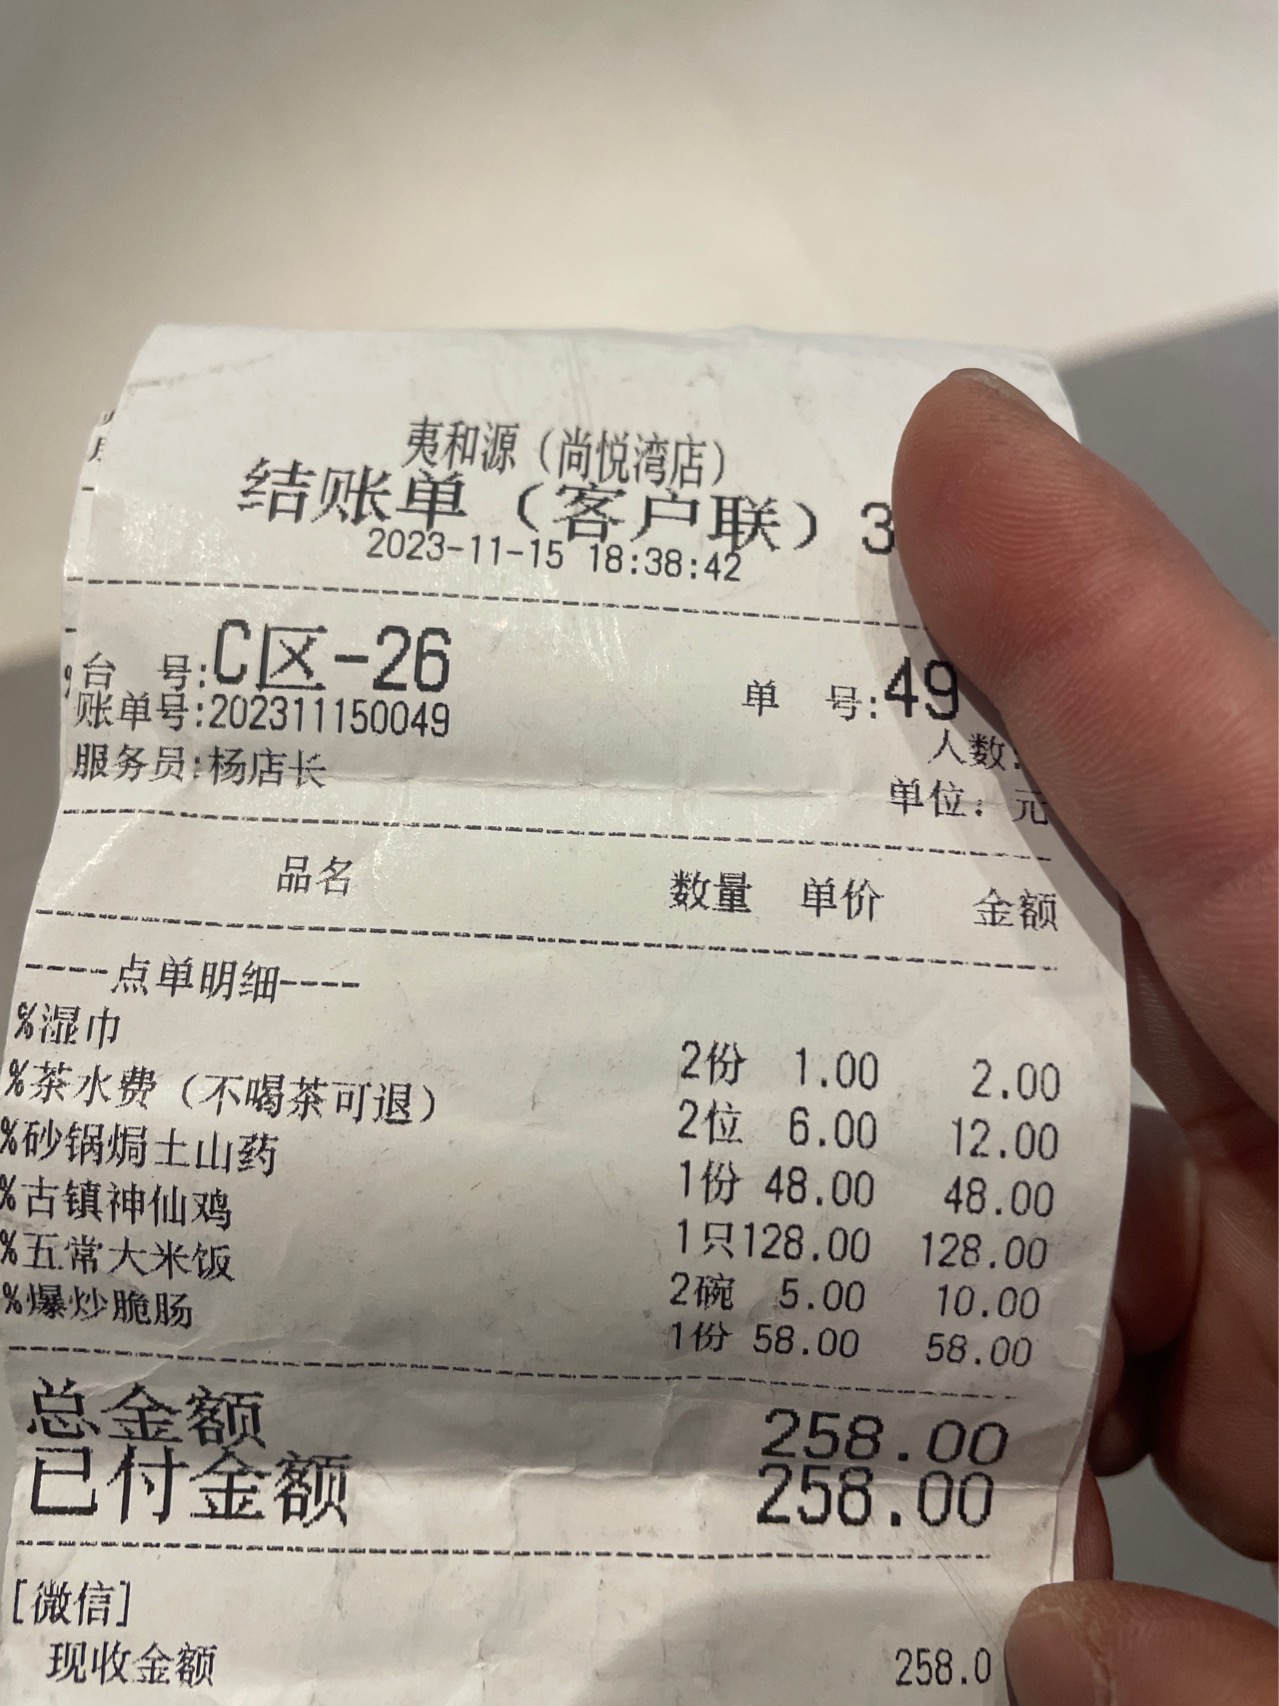 夷和源（尚悦湾店）
结账单（客户联）3
2023-11-15 18:38:42
台 号:C区-26 单 号:49
账单号:202311150049 人数:
服务员:杨店长 单位：元
品名 数量 单价 金额
----点单明细----
%湿巾 2份 1.00 2.00
%茶水费（不喝茶可退） 2位 6.00 12.00
%砂锅焗土山药 1份 48.00 48.00
%古镇神仙鸡 1只 128.00 128.00
%五常大米饭 2碗 5.00 10.00
%爆炒脆肠 1份 58.00 58.00
总金额 258.00
已付金额 258.00
[微信]
现收金额 258.0